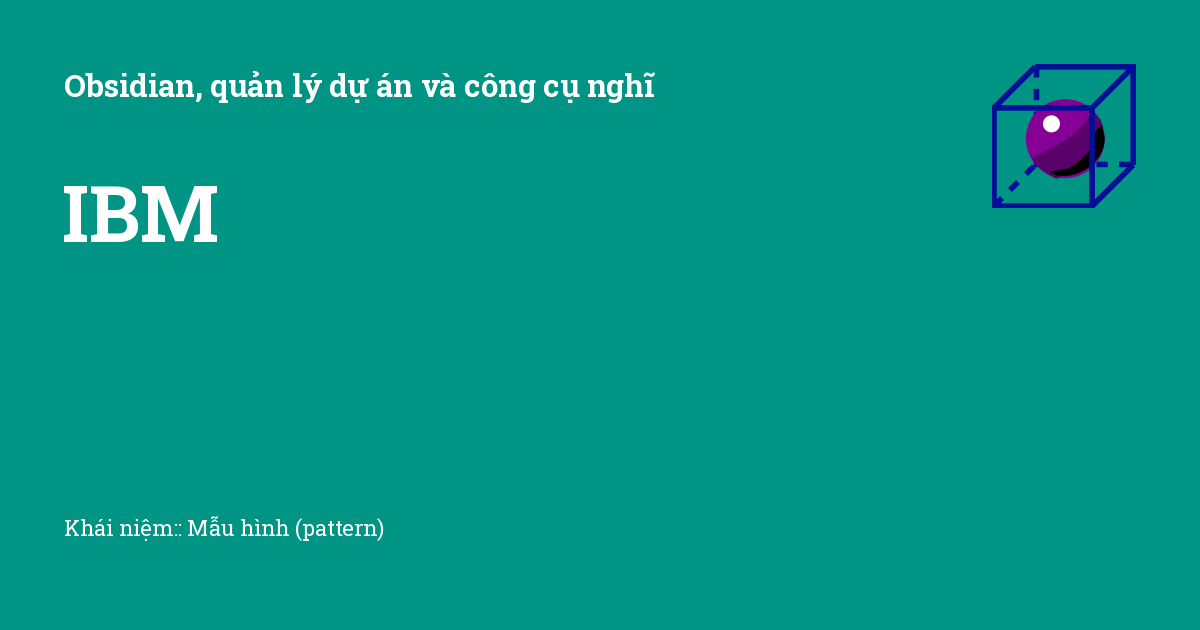 Obsidian, quản lý dự án và công cụ nghĩ
IBM
Khái niệm:: Mẫu hình (pattern)